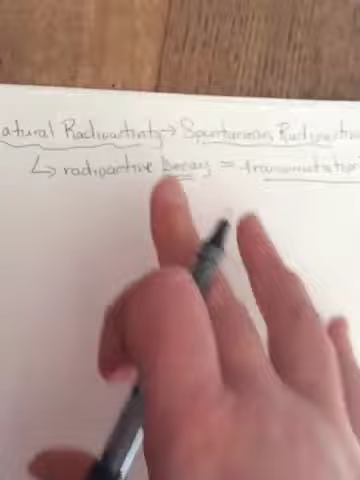 atural Radioactivity → Spontaneous Radioactiv
↳ radioactive Decay = transmutation